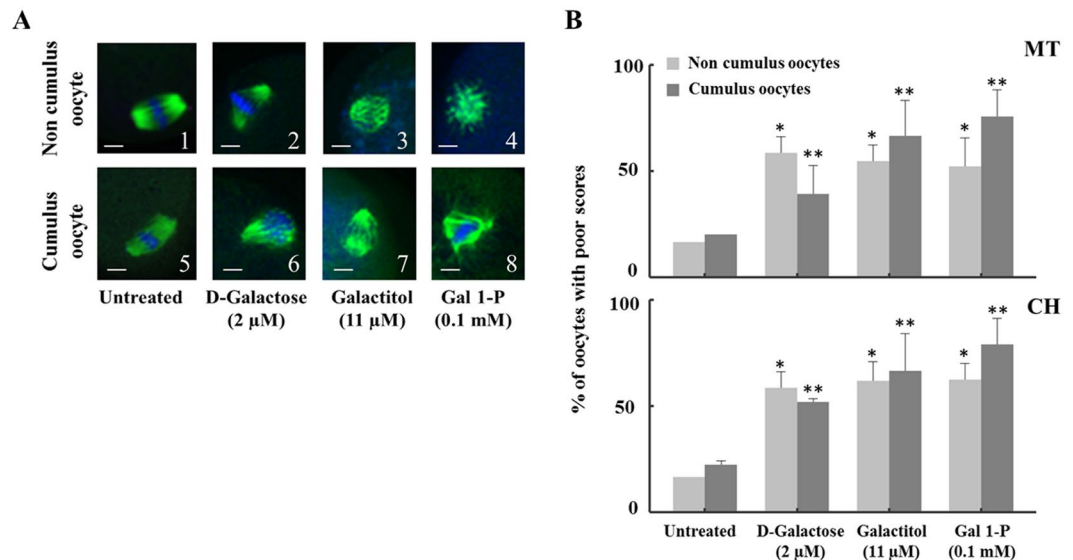 A
Non cumulus
oocyte
1
2
3
4
Cumulus
oocyte
5
6
7
8
Untreated
D-Galactose
(2 µM)
Galactitol
(11 µM)
Gal 1-P
(0.1 mM)
B
MT
100
Non cumulus oocytes
Cumulus oocytes
* ** * ** * **
50
0
% of oocytes with poor scores
CH
100
* ** * ** * **
50
0
Untreated
D-Galactose
(2 µM)
Galactitol
(11 µM)
Gal 1-P
(0.1 mM)